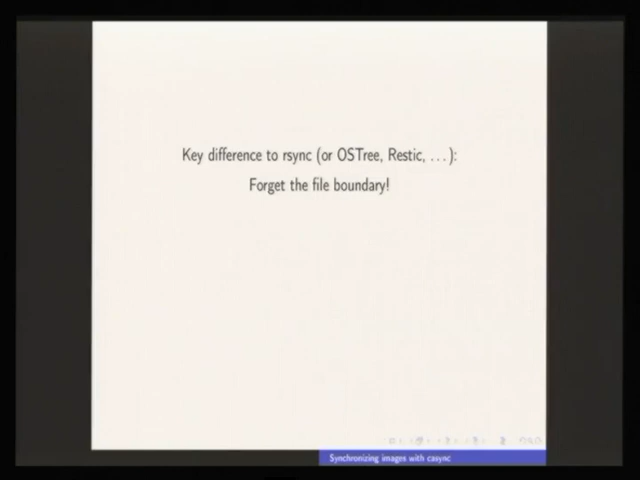 Key difference to rsync (or OSTree, Restic, ...):
Forget the file boundary!
Synchronizing images with casync